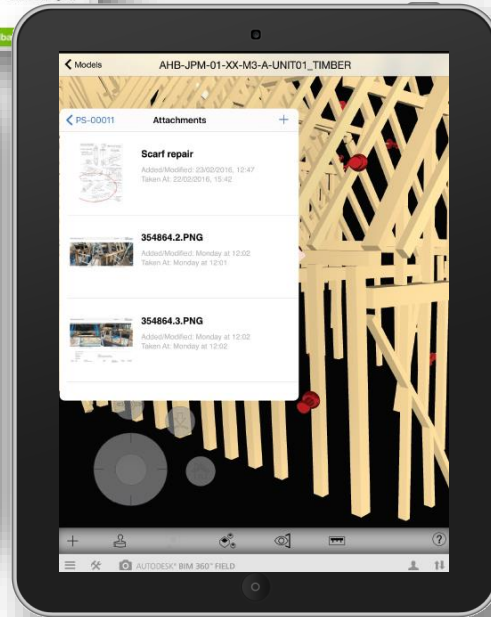 ba
Models
AHB-JPM-01-XX-M3-A-UNIT01_TIMBER
PS-00011
Attachments
+
Scarf repair
Added/Modified: 23/02/2016, 12:47
Taken At: 22/02/2016, 15:42
354864.2.PNG
Added/Modified: Monday at 12:02
Taken At: Monday at 12:01
354864.3.PNG
Added/Modified: Monday at 12:02
Taken At: Monday at 12:02
+
?
AUTODESK® BIM 360™ FIELD